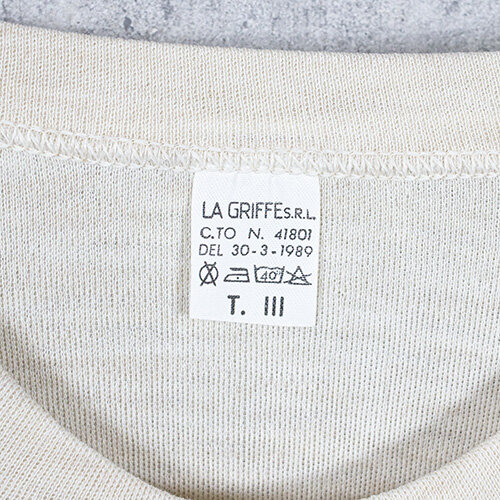 LA GRIFFE S.R.L.
C.TO N. 41801
DEL 30-3-1989
40
T. III